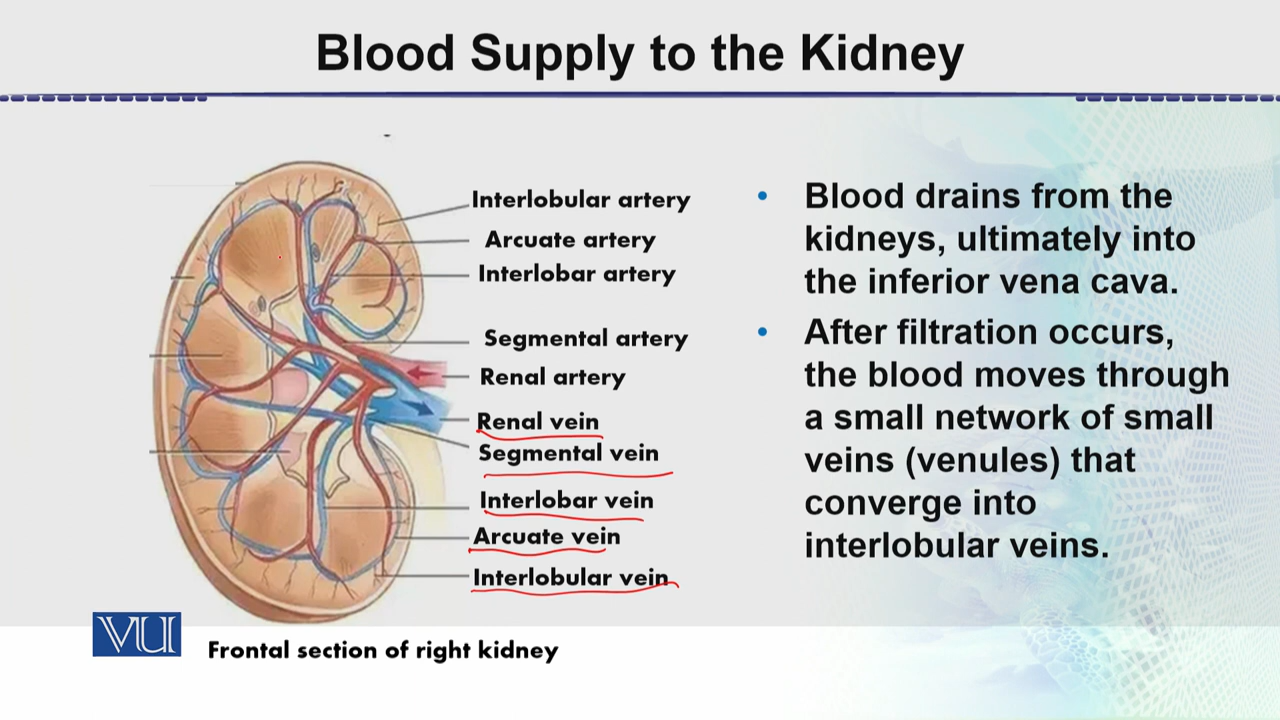 Blood Supply to the Kidney
Interlobular artery
Arcuate artery
Interlobar artery
Segmental artery
Renal artery
Renal vein
Segmental vein
Interlobar vein
Arcuate vein
Interlobular vein
• Blood drains from the
kidneys, ultimately into
the inferior vena cava.
• After filtration occurs,
the blood moves through
a small network of small
veins (venules) that
converge into
interlobular veins.
VU
Frontal section of right kidney